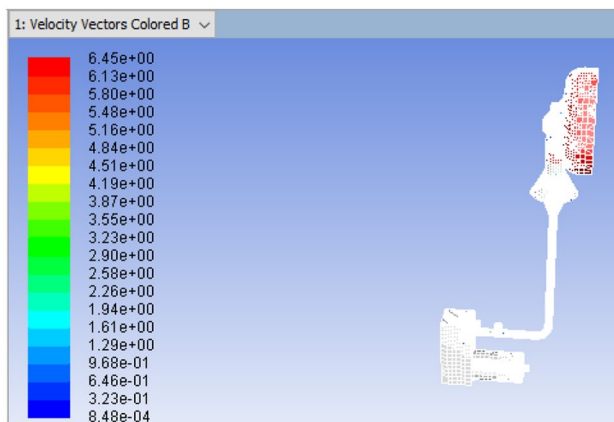 1: Velocity Vectors Colored B
6.45e+00
6.13e+00
5.80e+00
5.48e+00
5.16e+00
4.84e+00
4.51e+00
4.19e+00
3.87e+00
3.55e+00
3.23e+00
2.90e+00
2.58e+00
2.26e+00
1.94e+00
1.61e+00
1.29e+00
9.68e-01
6.46e-01
3.23e-01
8.48e-04